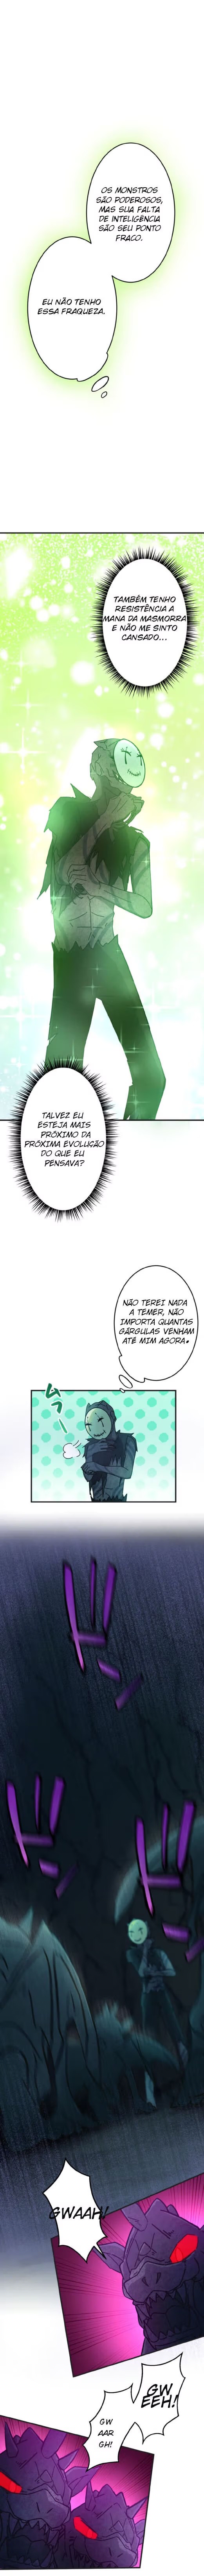 OS MONSTROS
SÃO PODEROSOS,
MAS SUA FALTA
DE INTELIGÊNCIA
SÃO SEU PONTO
FRACO.
EU NÃO TENHO
ESSA FRAQUEZA.
TAMBÉM TENHO
RESISTÊNCIA A
MANA DA MASMORRA
E NÃO ME SINTO
CANSADO...
TALVEZ EU
ESTEJA MAIS
PRÓXIMO DA
PRÓXIMA EVOLUÇÃO
DO QUE EU
PENSAVA?
NÃO TEREI NADA
A TEMER, NÃO
IMPORTA QUANTAS
GÁRGULAS VENHAM
ATÉ MIM AGORA.
GWAAH!
GW
EEH!
GW
AAR
GH!